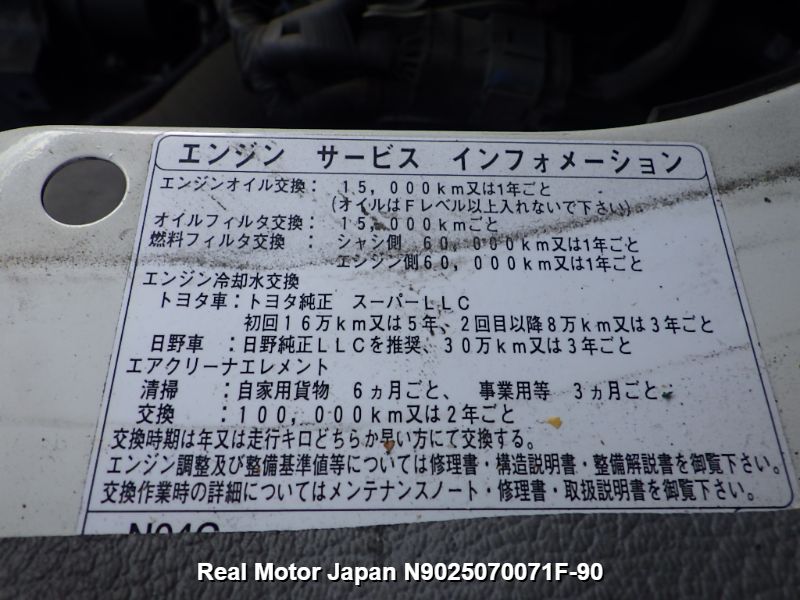 エンジン サービス インフォメーション
エンジンオイル交換： 15，000km又は1年ごと
(オイルはFレベル以上入れないで下さい)
オイルフィルタ交換： 15，000kmごと
燃料フィルタ交換： シャシ側 60，000km又は1年ごと
エンジン側60，000km又は1年ごと
エンジン冷却水交換
トヨタ車：トヨタ純正 スーパーLLC
初回16万km又は5年、2回目以降8万km又は3年ごと
日野車：日野純正LLCを推奨、30万km又は3年ごと
エアクリーナエレメント
清掃 ：自家用貨物 6ヵ月ごと、 事業用等 3ヵ月ごと
交換 ：100，000km又は2年ごと
交換時期は年又は走行キロどちらか早い方にて交換する。
エンジン調整及び整備基準値等については修理書・構造説明書・整備解説書を御覧下さい。
交換作業時の詳細についてはメンテナンスノート・修理書・取扱説明書を御覧下さい。
Real Motor Japan N9025070071F-90